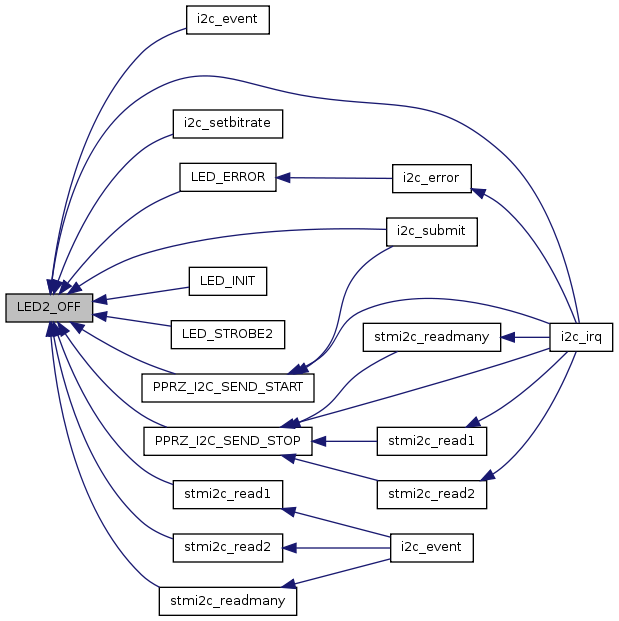 i2c_event
i2c_setbitrate
LED_ERROR
i2c_error
i2c_submit
LED_INIT
LED2_OFF
LED_STROBE2
stmi2c_readmany
i2c_irq
PPRZ_I2C_SEND_START
PPRZ_I2C_SEND_STOP
stmi2c_read1
stmi2c_read1
stmi2c_read2
stmi2c_read2
i2c_event
stmi2c_readmany